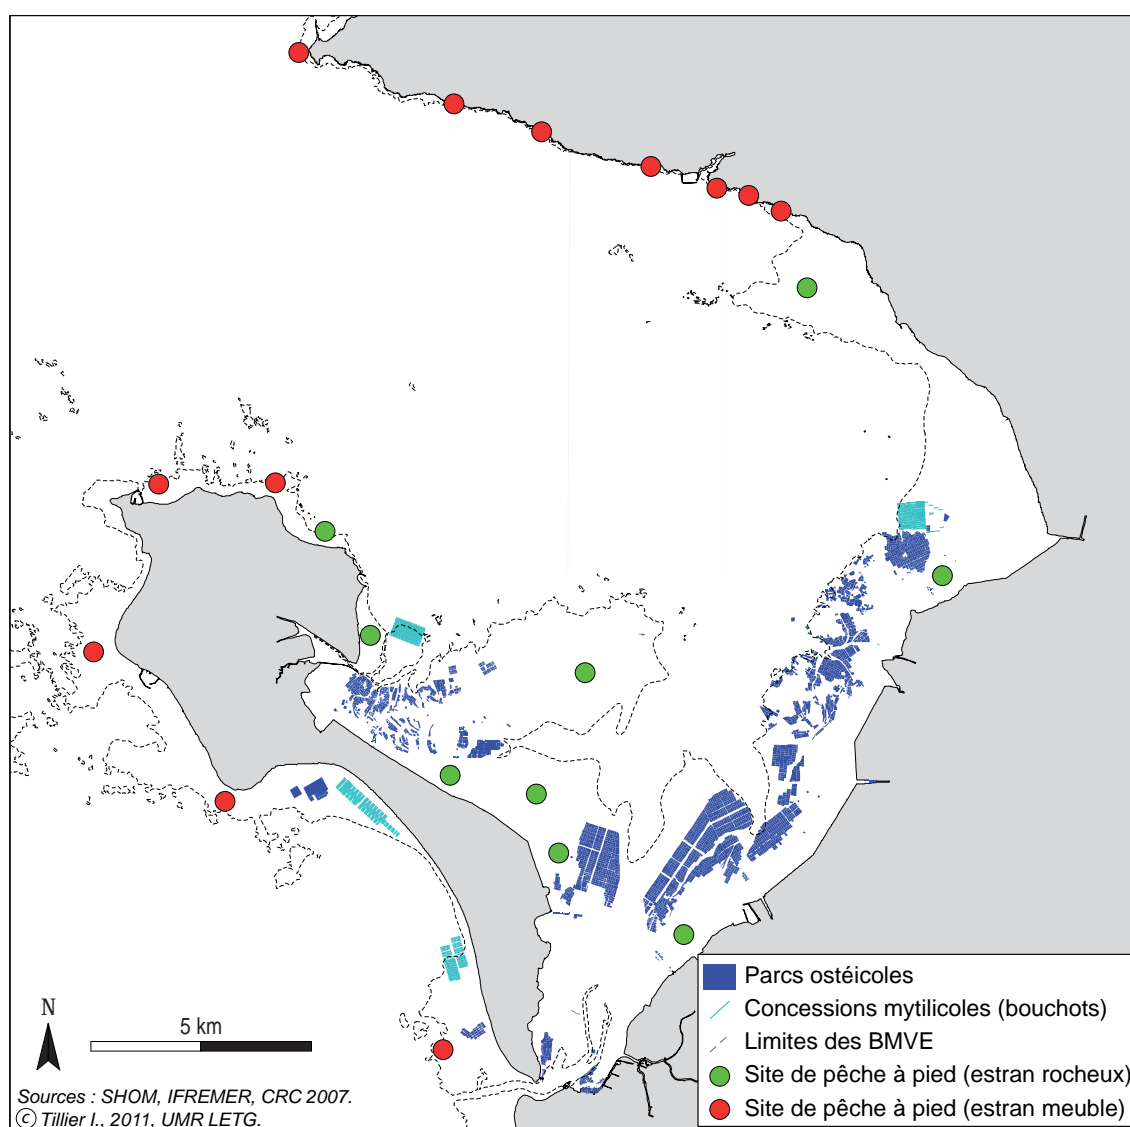 Parcs ostéicoles
Concessions mytilicoles (bouchots)
Limites des BMVE
Site de pêche à pied (estran rocheux)
Site de pêche à pied (estran meuble)
N
5 km
Sources : SHOM, IFREMER, CRC 2007.
© Tillier I., 2011, UMR LETG.